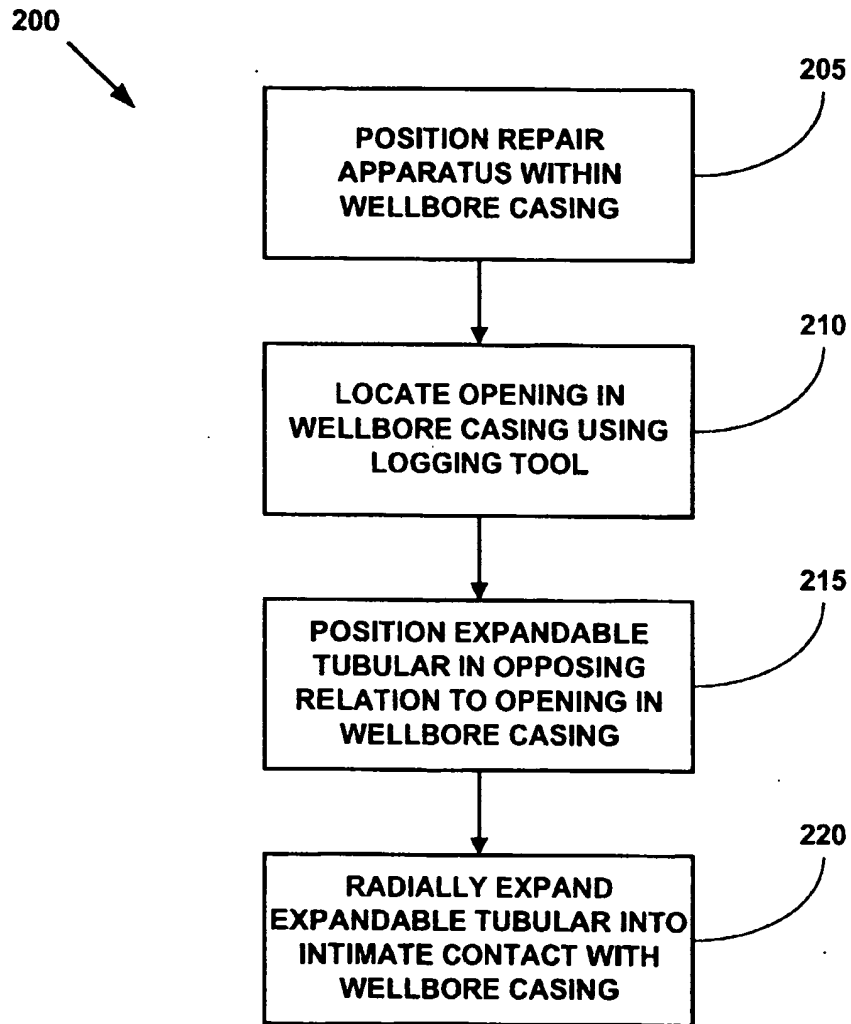 200
205
POSITION REPAIR
APPARATUS WITHIN
WELLBORE CASING
210
LOCATE OPENING IN
WELLBORE CASING USING
LOGGING TOOL
215
POSITION EXPANDABLE
TUBULAR IN OPPOSING
RELATION TO OPENING IN
WELLBORE CASING
220
RADIALLY EXPAND
EXPANDABLE TUBULAR INTO
INTIMATE CONTACT WITH
WELLBORE CASING